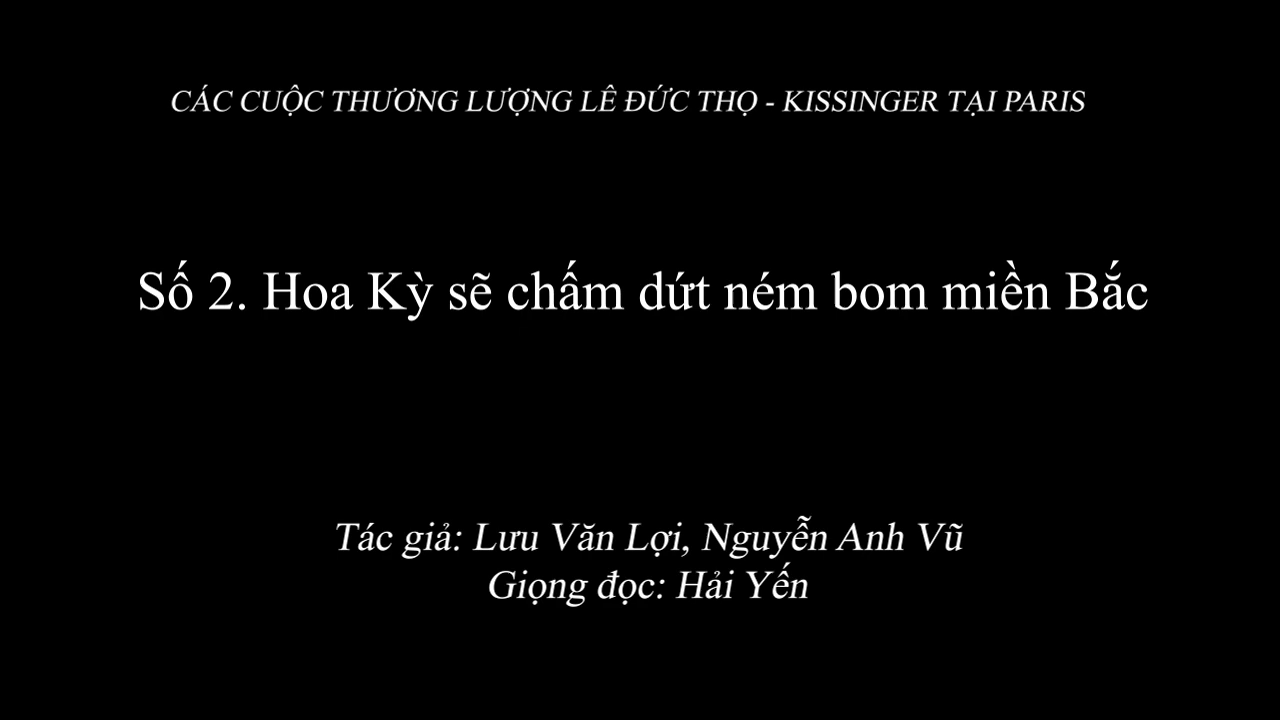 CÁC CUỘC THƯƠNG LƯỢNG LÊ ĐỨC THỌ - KISSINGER TẠI PARIS
Số 2. Hoa Kỳ sẽ chấm dứt ném bom miền Bắc
Tác giả: Lưu Văn Lợi, Nguyễn Anh Vũ
Giọng đọc: Hải Yến